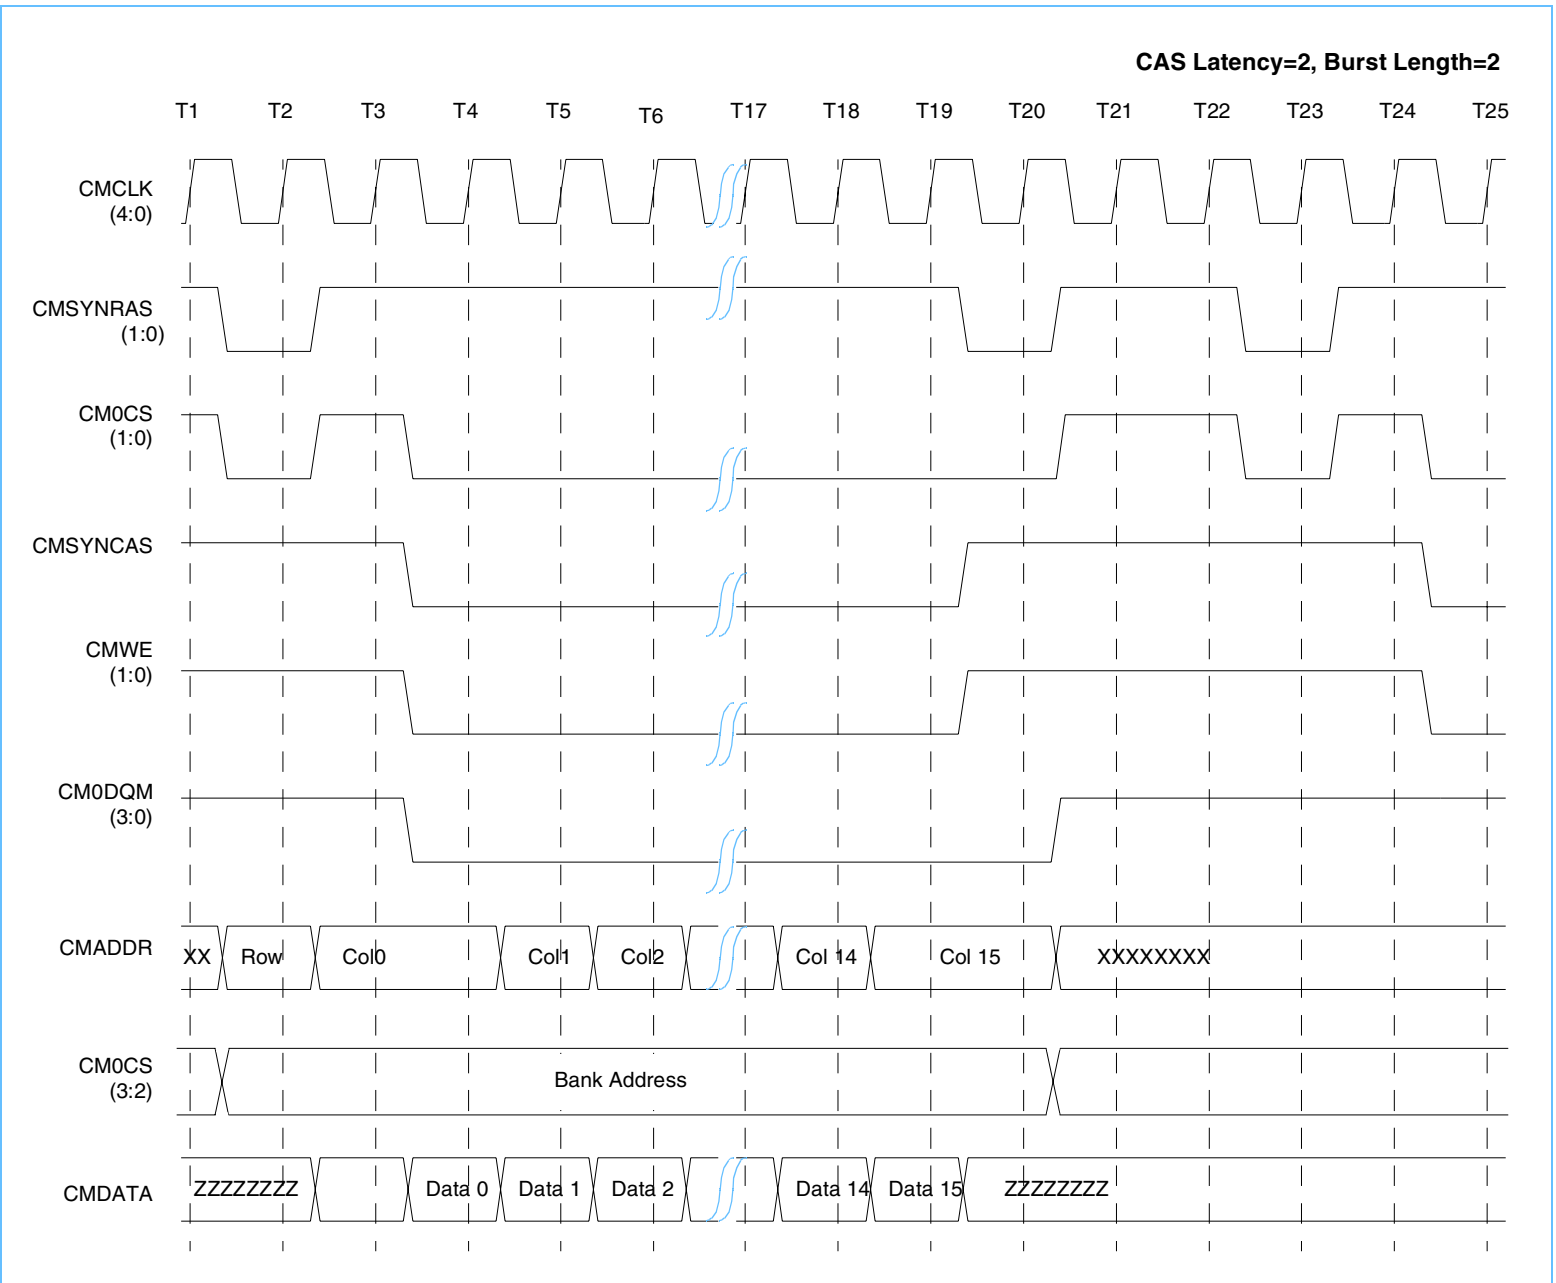 CAS Latency=2, Burst Length=2
T1 T2 T3 T4 T5 T6 T17 T18 T19 T20 T21 T22 T23 T24 T25
CMCLK
(4:0)
CMSYNRAS
(1:0)
CM0CS
(1:0)
CMSYNCAS
CMWE
(1:0)
CM0DQM
(3:0)
CMADDR
XX Row Col0 Col1 Col2 Col 14 Col 15 XXXXXXXX
CM0CS
(3:2)
Bank Address
CMDATA
ZZZZZZZZ Data 0 Data 1 Data 2 Data 14 Data 15 ZZZZZZZZ